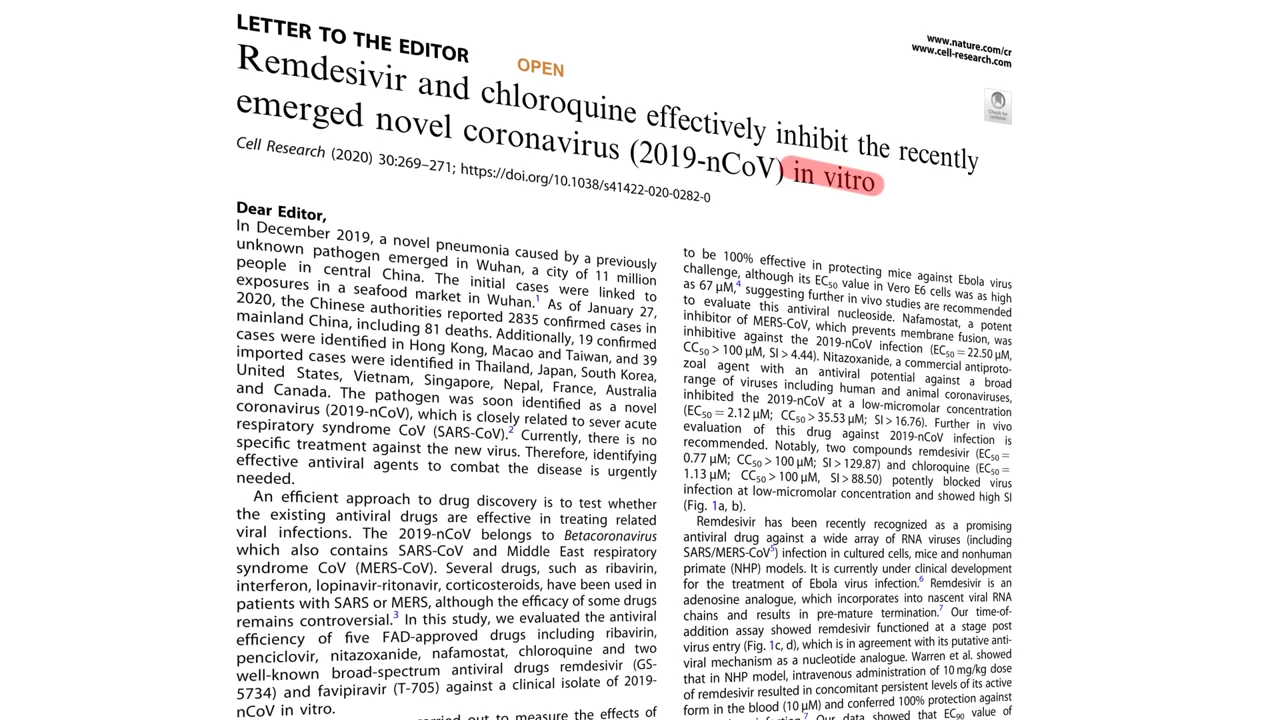 LETTER TO THE EDITOR OPEN
www.nature.com/cr
www.cell-research.com
Remdesivir and chloroquine effectively inhibit the recently
emerged novel coronavirus (2019-nCoV) in vitro
Check for
updates
Cell Research (2020) 30:269–271; https://doi.org/10.1038/s41422-020-0282-0
Dear Editor,
In December 2019, a novel pneumonia caused by a previously
unknown pathogen emerged in Wuhan, a city of 11 million
people in central China. The initial cases were linked to
exposures in a seafood market in Wuhan.1 As of January 27,
2020, the Chinese authorities reported 2835 confirmed cases in
mainland China, including 81 deaths. Additionally, 19 confirmed
cases were identified in Hong Kong, Macao and Taiwan, and 39
imported cases were identified in Thailand, Japan, South Korea,
United States, Vietnam, Singapore, Nepal, France, Australia
and Canada. The pathogen was soon identified as a novel
coronavirus (2019-nCoV), which is closely related to sever acute
respiratory syndrome CoV (SARS-CoV).2 Currently, there is no
specific treatment against the new virus. Therefore, identifying
effective antiviral agents to combat the disease is urgently
needed.
An efficient approach to drug discovery is to test whether
the existing antiviral drugs are effective in treating related
viral infections. The 2019-nCoV belongs to Betacoronavirus
which also contains SARS-CoV and Middle East respiratory
syndrome CoV (MERS-CoV). Several drugs, such as ribavirin,
interferon, lopinavir-ritonavir, corticosteroids, have been used in
patients with SARS or MERS, although the efficacy of some drugs
remains controversial.3 In this study, we evaluated the antiviral
efficiency of five FAD-approved drugs including ribavirin,
penciclovir, nitazoxanide, nafamostat, chloroquine and two
well-known broad-spectrum antiviral drugs remdesivir (GS-
5734) and favipiravir (T-705) against a clinical isolate of 2019-
nCoV in vitro.
carried out to measure the effects of
to be 100% effective in protecting mice against Ebola virus
challenge, although its EC50 value in Vero E6 cells was as high
as 67 μM,4 suggesting further in vivo studies are recommended
to evaluate this antiviral nucleoside. Nafamostat, a potent
inhibitor of MERS-CoV, which prevents membrane fusion, was
inhibitive against the 2019-nCoV infection (EC50 = 22.50 μM,
CC50 > 100 μM, SI > 4.44). Nitazoxanide, a commercial antiproto-
zoal agent with an antiviral potential against a broad
range of viruses including human and animal coronaviruses,
inhibited the 2019-nCoV at a low-micromolar concentration
(EC50 = 2.12 μM; CC50 > 35.53 μM; SI > 16.76). Further in vivo
evaluation of this drug against 2019-nCoV infection is
recommended. Notably, two compounds remdesivir (EC50 =
0.77 μM; CC50 > 100 μM; SI > 129.87) and chloroquine (EC50 =
1.13 μM; CC50 > 100 μM, SI > 88.50) potently blocked virus
infection at low-micromolar concentration and showed high SI
(Fig. 1a, b).
Remdesivir has been recently recognized as a promising
antiviral drug against a wide array of RNA viruses (including
SARS/MERS-CoV5) infection in cultured cells, mice and nonhuman
primate (NHP) models. It is currently under clinical development
for the treatment of Ebola virus infection.6 Remdesivir is an
adenosine analogue, which incorporates into nascent viral RNA
chains and results in pre-mature termination.7 Our time-of-
addition assay showed remdesivir functioned at a stage post
virus entry (Fig. 1c, d), which is in agreement with its putative anti-
viral mechanism as a nucleotide analogue. Warren et al. showed
that in NHP model, intravenous administration of 10 mg/kg dose
of remdesivir resulted in concomitant persistent levels of its active
form in the blood (10 μM) and conferred 100% protection against
7 Our data showed that EC90 value of